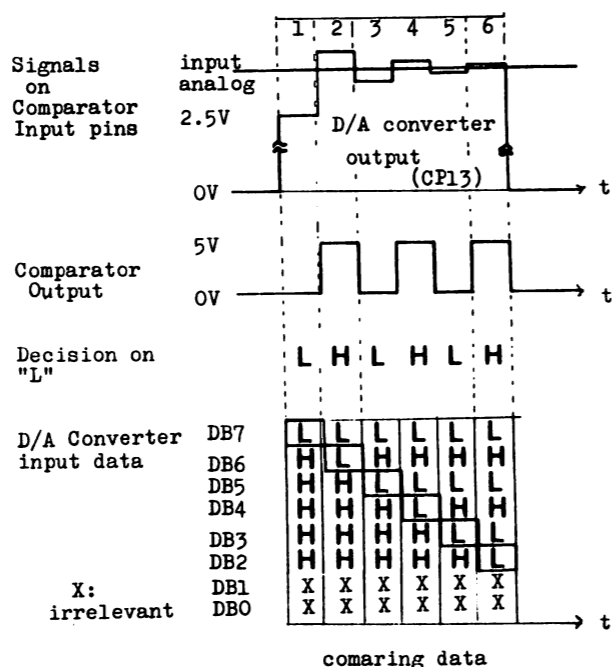 1 2 3 4 5 6
Signals
on
Comparator
Input pins
input
analog
2.5V
D/A converter
output
(CP13)
0V
t
5V
Comparator
Output
0V
t
Decision on
"L"
L H L H L H
D/A Converter
input data
DB7 L L L L L L
DB6 H L H H H H
DB5 H H L L L L
DB4 H H H L H H
DB3 H H H H L L
DB2 H H H H H L
X:
irrelevant
DB1 X X X X X X
DB0 X X X X X X
t
comaring data